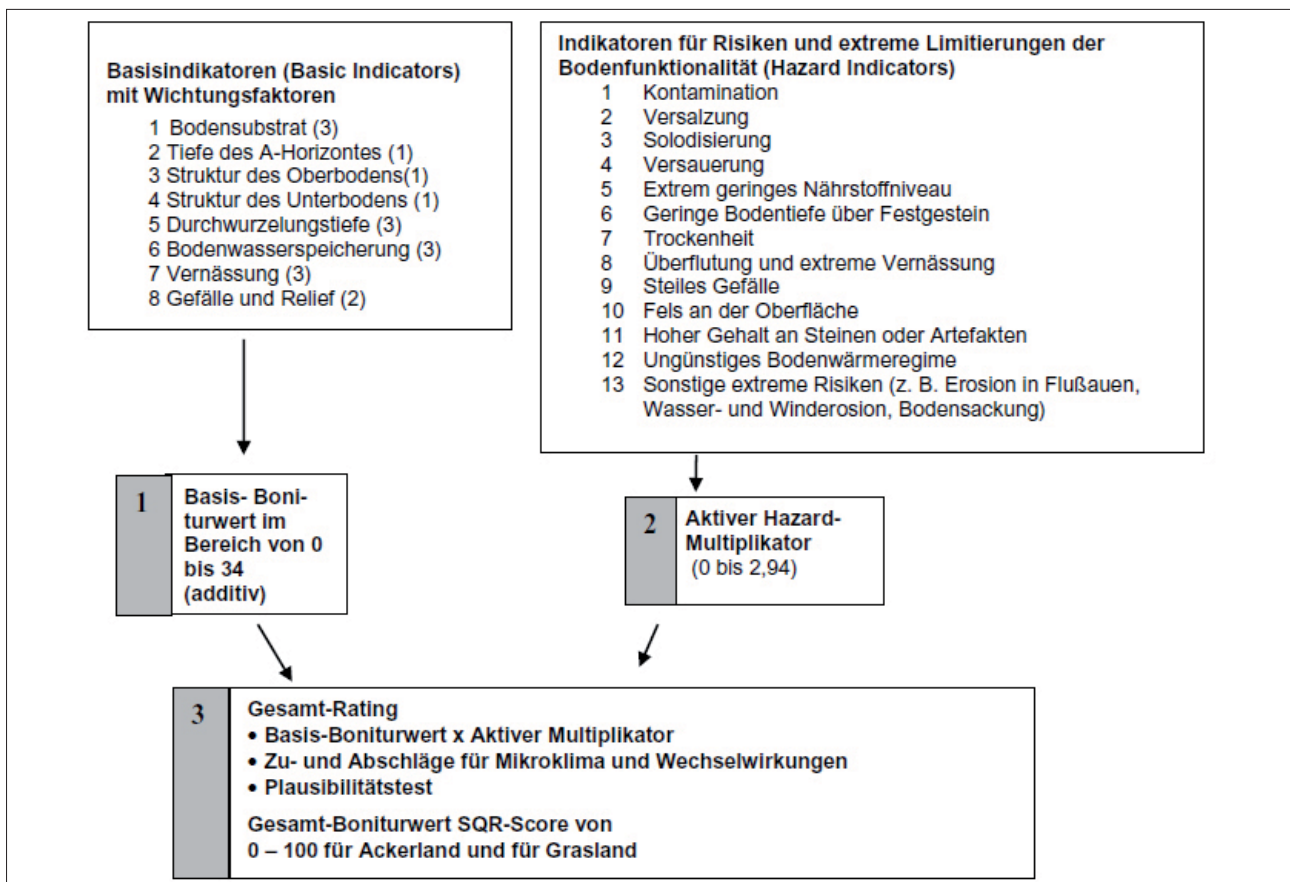 Basisindikatoren (Basic Indicators)
mit Wichtungsfaktoren
1 Bodensubstrat (3)
2 Tiefe des A-Horizontes (1)
3 Struktur des Oberbodens(1)
4 Struktur des Unterbodens (1)
5 Durchwurzelungstiefe (3)
6 Bodenwasserspeicherung (3)
7 Vernässung (3)
8 Gefälle und Relief (2)
Indikatoren für Risiken und extreme Limitierungen der
Bodenfunktionalität (Hazard Indicators)
1 Kontamination
2 Versalzung
3 Solodisierung
4 Versauerung
5 Extrem geringes Nährstoffniveau
6 Geringe Bodentiefe über Festgestein
7 Trockenheit
8 Überflutung und extreme Vernässung
9 Steiles Gefälle
10 Fels an der Oberfläche
11 Hoher Gehalt an Steinen oder Artefakten
12 Ungünstiges Bodenwärmeregime
13 Sonstige extreme Risiken (z. B. Erosion in Flußauen,
Wasser- und Winderosion, Bodensackung)
1
Basis- Boni-
turwert im
Bereich von 0
bis 34
(additiv)
2
Aktiver Hazard-
Multiplikator
(0 bis 2,94)
3
Gesamt-Rating
• Basis-Boniturwert x Aktiver Multiplikator
• Zu- und Abschläge für Mikroklima und Wechselwirkungen
• Plausibilitätstest
Gesamt-Boniturwert SQR-Score von
0 – 100 für Ackerland und für Grasland